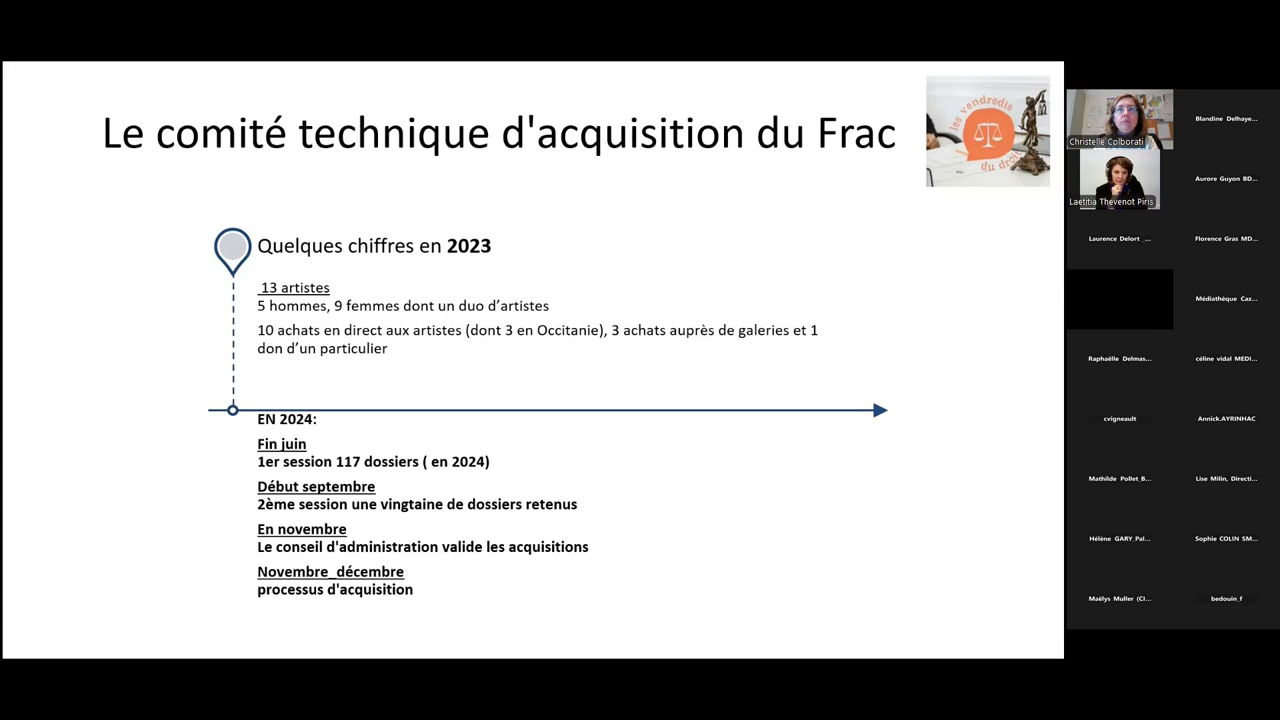 Le comité technique d'acquisition du Frac
les vendredis
du droit
Quelques chiffres en 2023
13 artistes
5 hommes, 9 femmes dont un duo d’artistes
10 achats en direct aux artistes (dont 3 en Occitanie), 3 achats auprès de galeries et 1
don d’un particulier
EN 2024:
Fin juin
1er session 117 dossiers ( en 2024)
Début septembre
2ème session une vingtaine de dossiers retenus
En novembre
Le conseil d'administration valide les acquisitions
Novembre_décembre
processus d'acquisition
Christelle Colborati
Blandine Delhaye...
Laetitia Thevenot Piris
Aurore Guyon BD...
Laurence Delort _...
Florence Gras MD...
Médiathèque Caz...
Raphaëlle Delmas...
céline vidal MEDI...
cvigneault
Annick.AYRINHAC
Mathilde Pollet_B...
Lise Milin, Directi...
Hélène GARY_Pal...
Sophie COLIN SM...
Maëlys Muller (CI...
bedouin_f